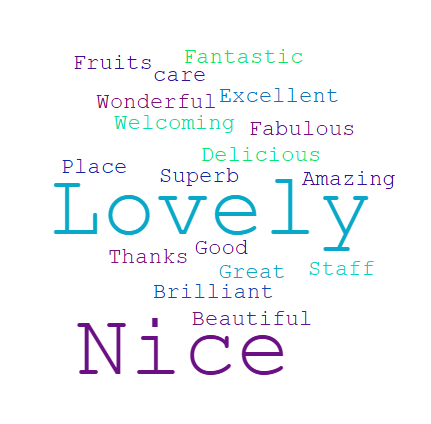 Fantastic
Fruits
care
Excellent
Wonderful
Welcoming
Fabulous
Delicious
Place
Superb
Amazing
Lovely
Good
Thanks
Great
Staff
Brilliant
Beautiful
Nice